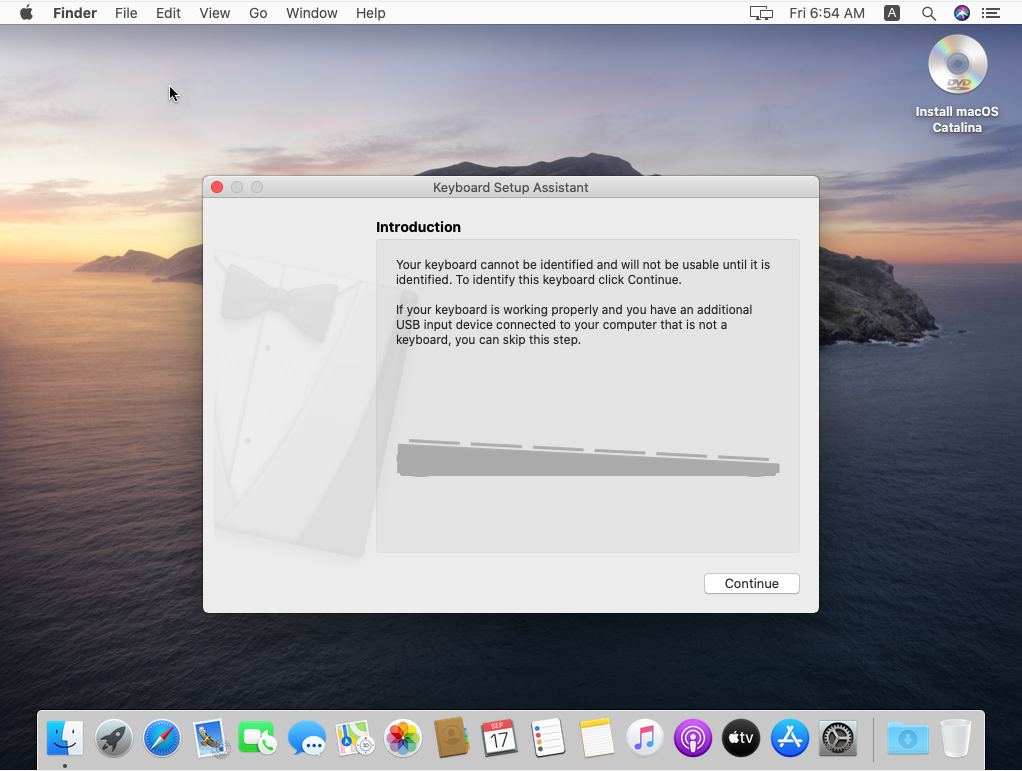 Finder File Edit View Go Window Help Fri 6:54 AM A
DVD
Install macOS
Catalina
Keyboard Setup Assistant
Introduction
Your keyboard cannot be identified and will not be usable until it is
identified. To identify this keyboard click Continue.
If your keyboard is working properly and you have an additional
USB input device connected to your computer that is not a
keyboard, you can skip this step.
Continue
SEP
17
3D
tv